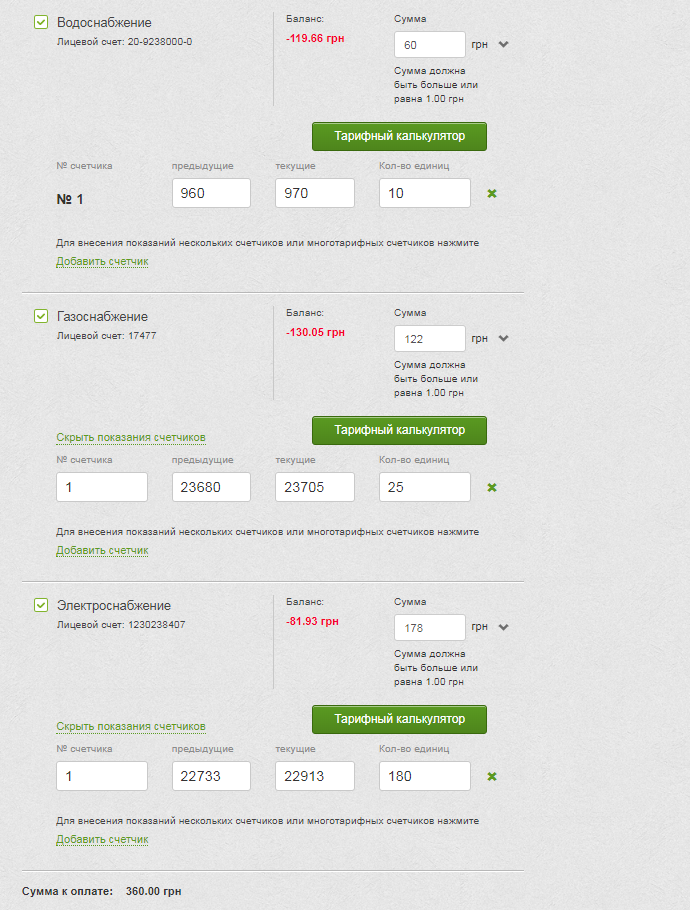 Водоснабжение
Лицевой счет: 20-9238000-0
Баланс:
-119.66 грн
Сумма
60 грн
Сумма должна
быть больше или
равна 1.00 грн
Тарифный калькулятор
№ счетчика предыдущие текущие Кол-во единиц
№ 1 960 970 10
Для внесения показаний нескольких счетчиков или многотарифных счетчиков нажмите
Добавить счетчик
Газоснабжение
Лицевой счет: 17477
Баланс:
-130.05 грн
Сумма
122 грн
Сумма должна
быть больше или
равна 1.00 грн
Скрыть показания счетчиков
Тарифный калькулятор
№ счетчика предыдущие текущие Кол-во единиц
1 23680 23705 25
Для внесения показаний нескольких счетчиков или многотарифных счетчиков нажмите
Добавить счетчик
Электроснабжение
Лицевой счет: 1230238407
Баланс:
-81.93 грн
Сумма
178 грн
Сумма должна
быть больше или
равна 1.00 грн
Скрыть показания счетчиков
Тарифный калькулятор
№ счетчика предыдущие текущие Кол-во единиц
1 22733 22913 180
Для внесения показаний нескольких счетчиков или многотарифных счетчиков нажмите
Добавить счетчик
Сумма к оплате: 360.00 грн